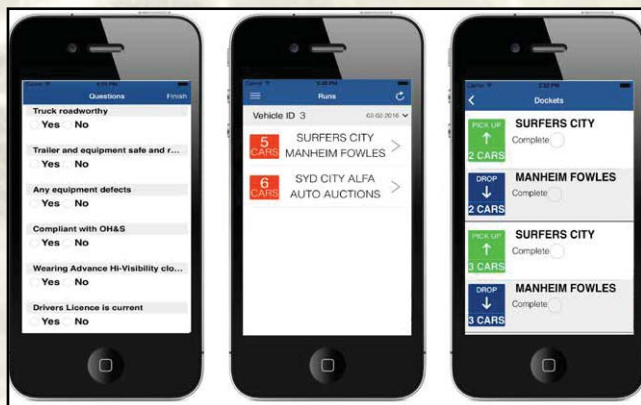 Questions
Finish
Truck roadworthy
Yes No
Trailer and equipment safe and r...
Yes No
Any equipment defects
Yes No
Compliant with OH&S
Yes No
Wearing Advance Hi-Visibility clo...
Yes No
Drivers Licence is current
Yes No
Runs
Vehicle ID 3
02-02-2016
5 CARS
SURFERS CITY
MANHEIM FOWLES
6 CARS
SYD CITY ALFA
AUTO AUCTIONS
Dockets
PICK UP
2 CARS
SURFERS CITY
Complete
DROP
2 CARS
MANHEIM FOWLES
Complete
PICK UP
3 CARS
SURFERS CITY
Complete
DROP
3 CARS
MANHEIM FOWLES
Complete